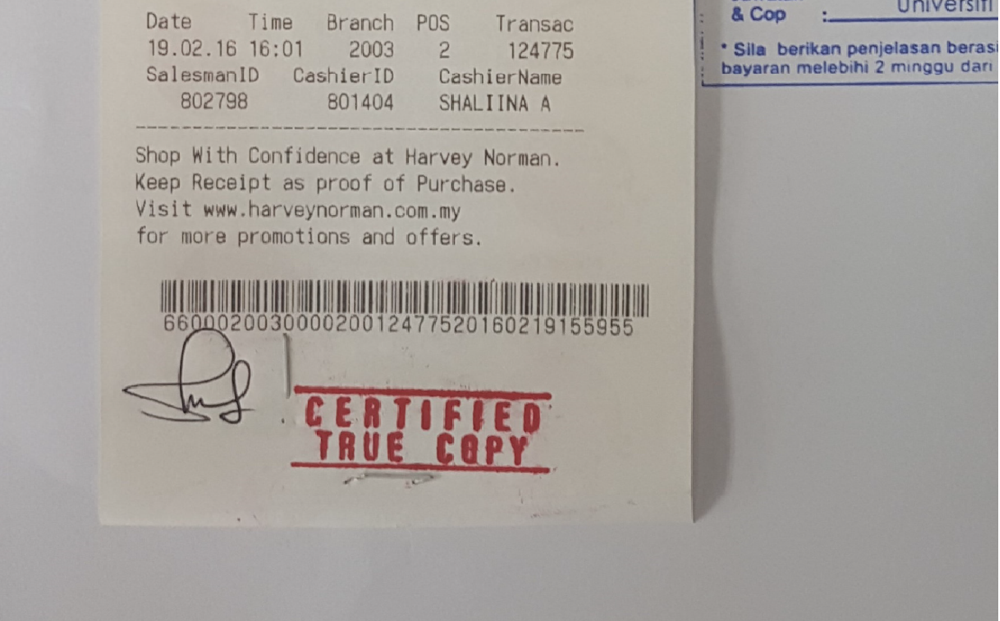 Date Time Branch POS Transac
19.02.16 16:01 2003 2 124775
SalesmanID CashierID CashierName
802798 801404 SHALIINA A
Shop With Confidence at Harvey Norman.
Keep Receipt as proof of Purchase.
Visit www.harveynorman.com.my
for more promotions and offers.
660002003000020012477520160219155955
CERTIFIED
TRUE COPY
Universiti
& Cop :
* Sila berikan penjelasan berasi
bayaran melebihi 2 minggu dari